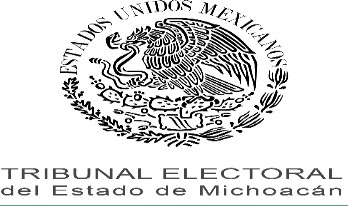 ESTADOS UNIDOS MEXICANOS
TRIBUNAL ELECTORAL
del Estado de Michoacán